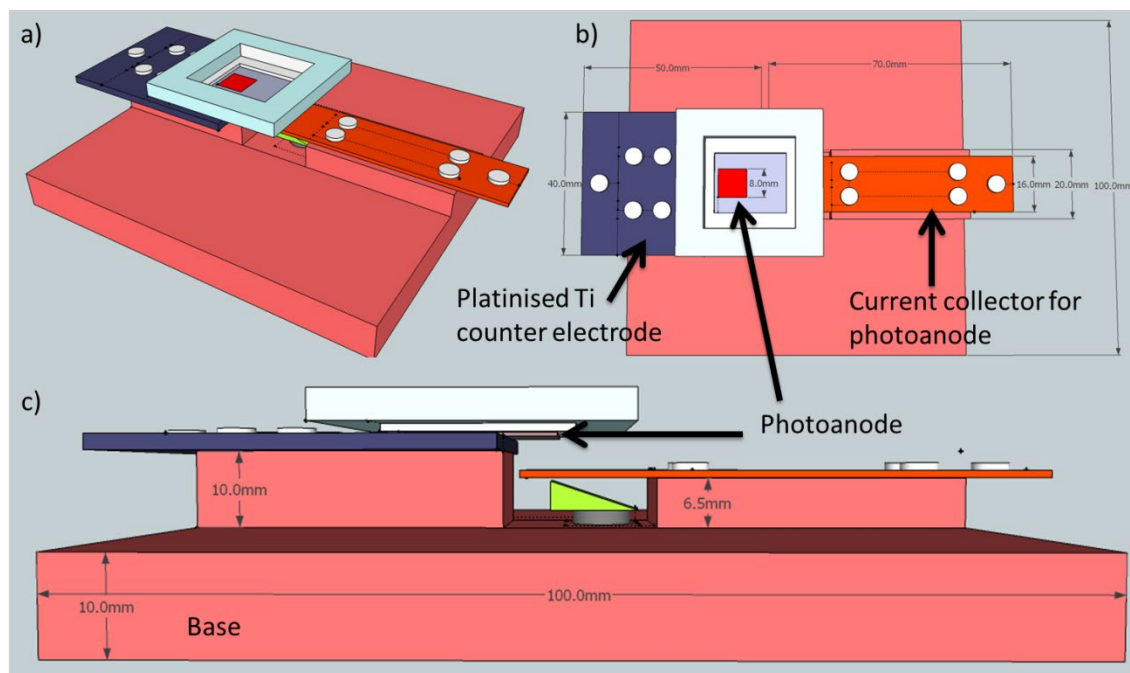 a)
b)
50.0mm
70.0mm
40.0mm
8.0mm
16.0mm
20.0mm
100.0mm
Platinised Ti
counter electrode
Current collector for
photoanode
Photoanode
c)
10.0mm
6.5mm
10.0mm
100.0mm
Base